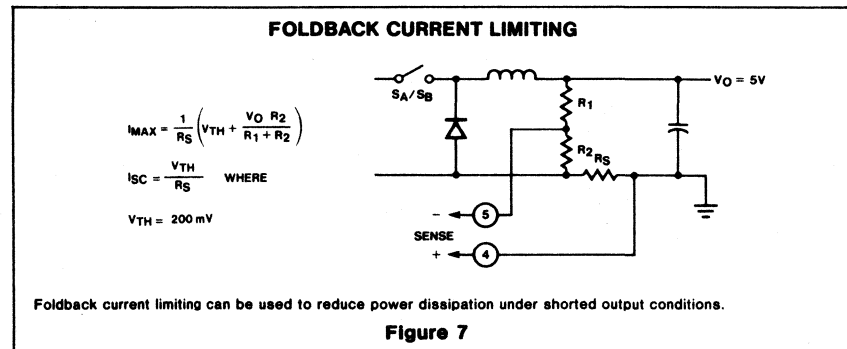 FOLDBACK CURRENT LIMITING
IMAX = 1/RS (VTH + VO R2/R1 + R2)
ISC = VTH/RS WHERE
VTH = 200 mV
SA/SB
VO = 5V
R1
R2
RS
− 5
SENSE
+ 4
Foldback current limiting can be used to reduce power dissipation under shorted output conditions.
Figure 7